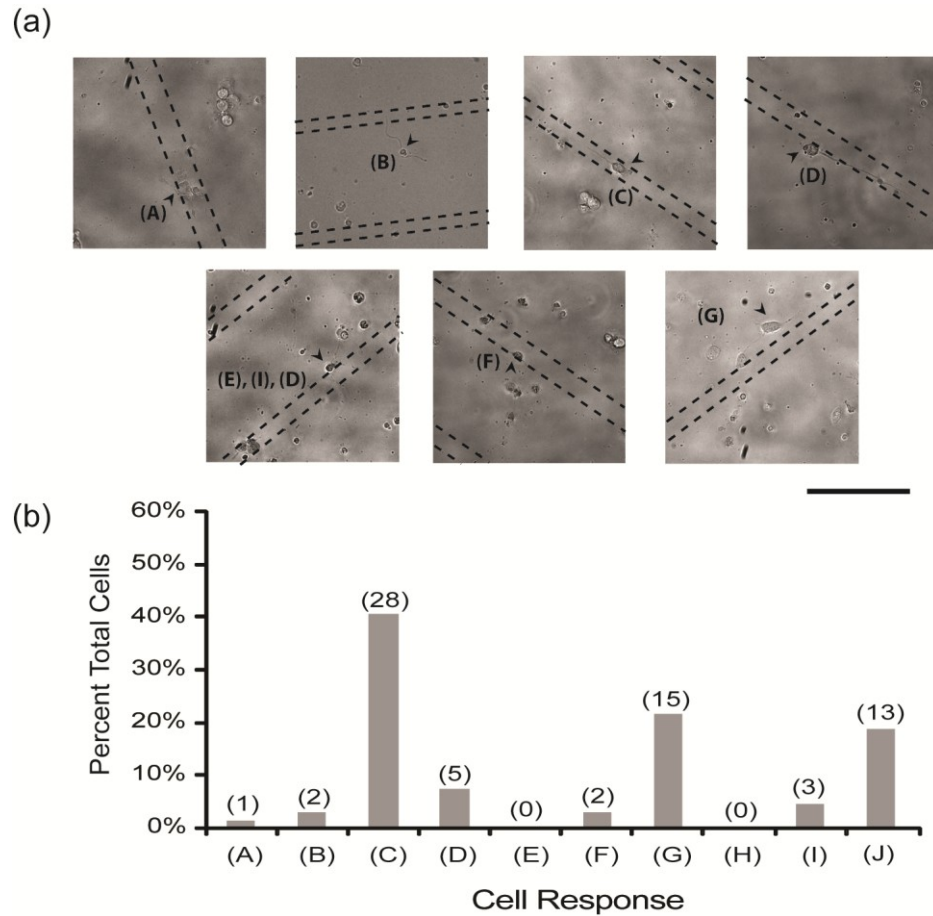 (a)
(A)
(B)
(C)
(D)
(E), (I), (D)
(F)
(G)
(b)
Percent Total Cells
60%
50%
40%
30%
20%
10%
0%
(1)
(2)
(28)
(5)
(0)
(2)
(15)
(0)
(3)
(13)
(A) (B) (C) (D) (E) (F) (G) (H) (I) (J)
Cell Response